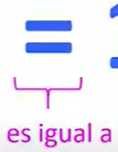 =
es igual a